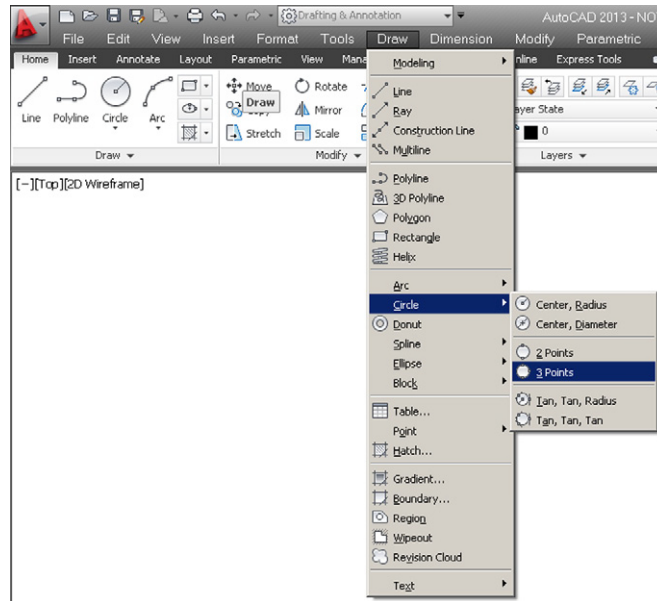 Drafting & Annotation
AutoCAD 2013 - NO
File Edit View Insert Format Tools Draw Dimension Modify Parametric
Home Insert Annotate Layout Parametric View Mana
nline Express Tools
Line Polyline Circle Arc
Move Rotate
Draw
Mirror
Stretch Scale
Draw
Modify
ayer State
0
Layers
[-][Top][2D Wireframe]
Modeling
Line
Ray
Construction Line
Multiline
Polyline
3D Polyline
Polygon
Rectangle
Helix
Arc
Circle
Donut
Spline
Ellipse
Block
Table...
Point
Hatch...
Gradient...
Boundary...
Region
Wipeout
Revision Cloud
Text
Center, Radius
Center, Diameter
2 Points
3 Points
Tan, Tan, Radius
Tan, Tan, Tan